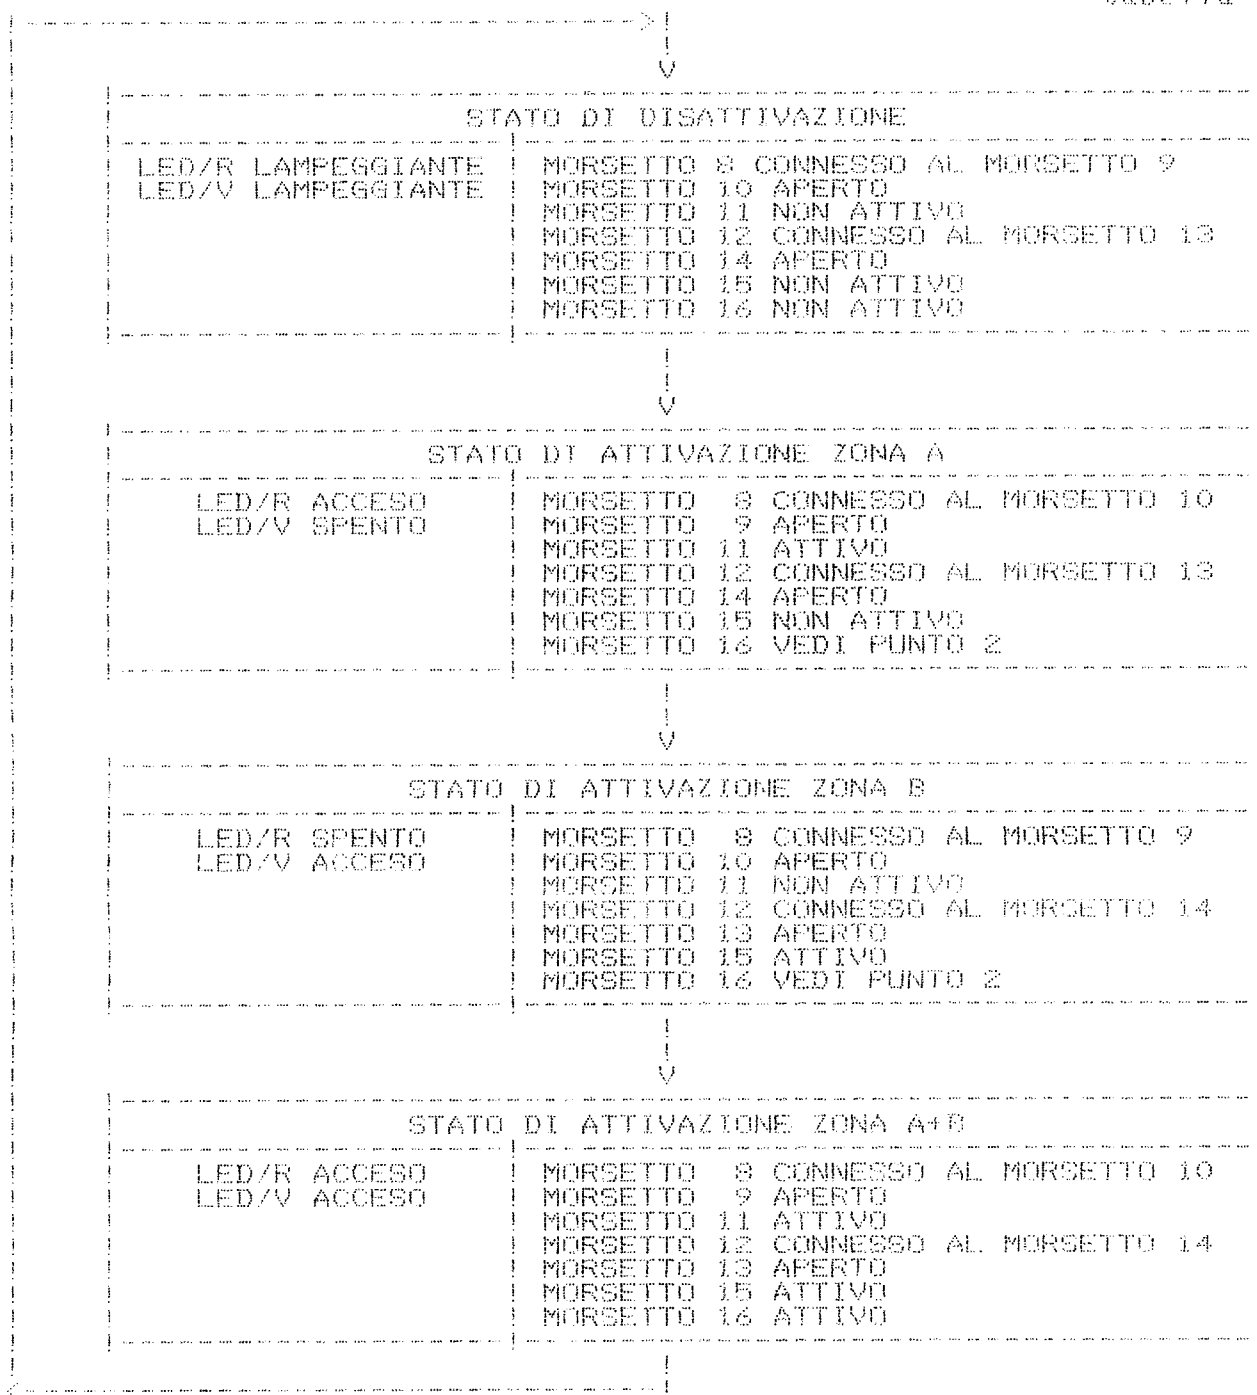 STATO DI DISATTIVAZIONE
LED/R LAMPEGGIANTE
LED/V LAMPEGGIANTE
MORSETTO 8 CONNESSO AL MORSETTO 9
MORSETTO 10 APERTO
MORSETTO 11 NON ATTIVO
MORSETTO 12 CONNESSO AL MORSETTO 13
MORSETTO 14 APERTO
MORSETTO 15 NON ATTIVO
MORSETTO 16 NON ATTIVO
STATO DI ATTIVAZIONE ZONA A
LED/R ACCESO
LED/V SPENTO
MORSETTO 8 CONNESSO AL MORSETTO 10
MORSETTO 9 APERTO
MORSETTO 11 ATTIVO
MORSETTO 12 CONNESSO AL MORSETTO 13
MORSETTO 14 APERTO
MORSETTO 15 NON ATTIVO
MORSETTO 16 VEDI PUNTO 2
STATO DI ATTIVAZIONE ZONA B
LED/R SPENTO
LED/V ACCESO
MORSETTO 8 CONNESSO AL MORSETTO 9
MORSETTO 10 APERTO
MORSETTO 11 NON ATTIVO
MORSETTO 12 CONNESSO AL MORSETTO 14
MORSETTO 13 APERTO
MORSETTO 15 ATTIVO
MORSETTO 16 VEDI PUNTO 2
STATO DI ATTIVAZIONE ZONA A+B
LED/R ACCESO
LED/V ACCESO
MORSETTO 8 CONNESSO AL MORSETTO 10
MORSETTO 9 APERTO
MORSETTO 11 ATTIVO
MORSETTO 12 CONNESSO AL MORSETTO 14
MORSETTO 13 APERTO
MORSETTO 15 ATTIVO
MORSETTO 16 ATTIVO